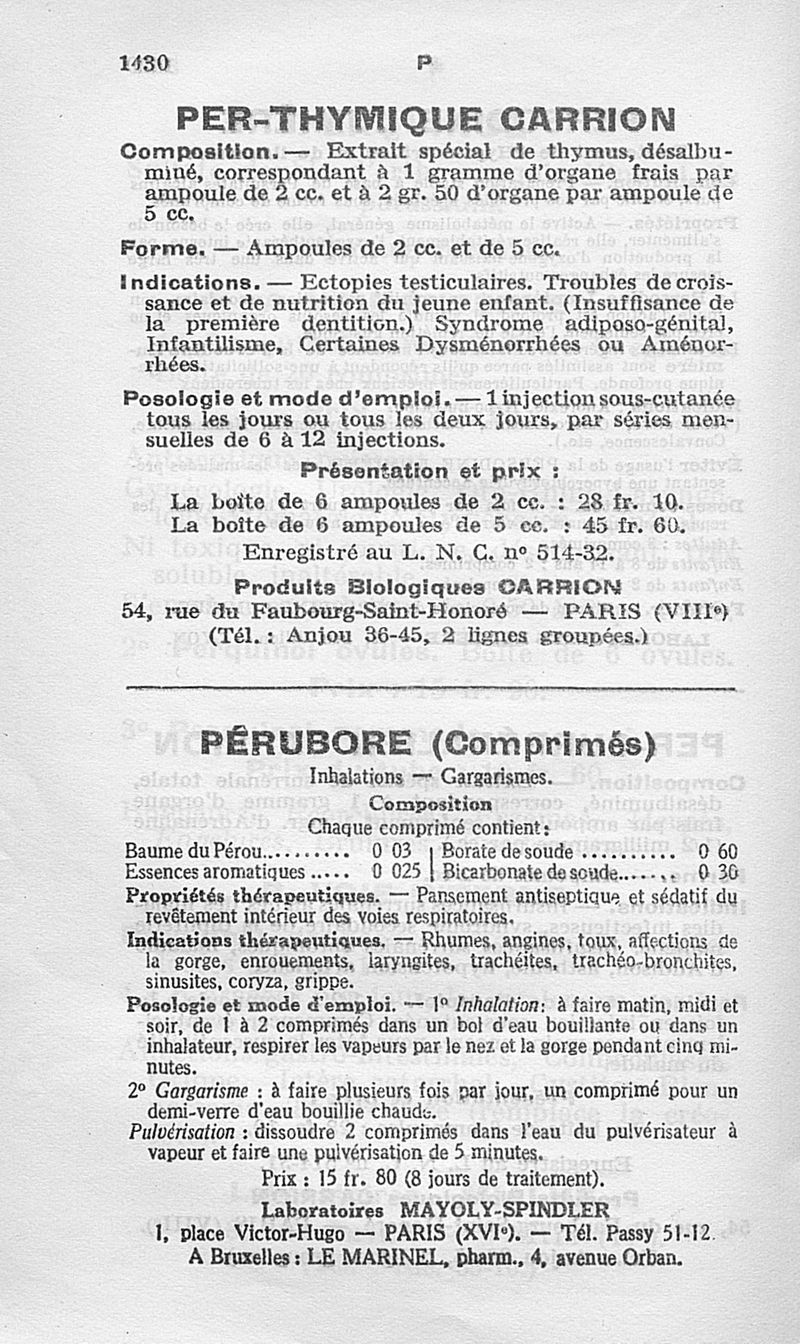 1430 P
PER-THYMIQUE CARRION
Composition. — Extrait spécial de thymus, désalbu-
miné, correspondant à 1 gramme d'organe frais par
ampoule de 2 cc. et à 2 gr. 50 d'organe par ampoule de
5 cc.
Forme. — Ampoules de 2 cc. et de 5 cc.
Indications. — Ectopies testiculaires. Troubles de crois-
sance et de nutrition du jeune enfant. (Insuffisance de
la première dentition.) Syndrome adiposo-génital,
Infantilisme, Certaines Dysménorrhées ou Aménor-
rhées.
Posologie et mode d'emploi. — 1 injection sous-cutanée
tous les jours ou tous les deux jours, par séries men-
suelles de 6 à 12 injections.
Présentation et prix :
La boîte de 6 ampoules de 2 cc. : 28 fr. 10.
La boîte de 6 ampoules de 5 cc. : 45 fr. 60.
Enregistré au L. N. C. nº 514-32.
Produits Biologiques CARRION
54, rue du Faubourg-Saint-Honoré — PARIS (VIIIe)
(Tél. : Anjou 36-45, 2 lignes groupées.)
PÉRUBORE (Comprimés)
Inhalations — Gargarismes.
Composition
Chaque comprimé contient :
Baume du Pérou.......... 0 03 | Borate de soude .......... 0 60
Essences aromatiques ..... 0 025 | Bicarbonate de soude....... 0 30
Propriétés thérapeutiques. — Pansement antiseptique et sédatif du
revêtement intérieur des voies respiratoires.
Indications thérapeutiques. — Rhumes, angines, toux, affections de
la gorge, enrouements, laryngites, trachéites, trachéo-bronchites,
sinusites, coryza, grippe.
Posologie et mode d'emploi. — 1º Inhalation: à faire matin, midi et
soir, de 1 à 2 comprimés dans un bol d'eau bouillante ou dans un
inhalateur, respirer les vapeurs par le nez et la gorge pendant cinq mi-
nutes.
2º Gargarisme : à faire plusieurs fois par jour, un comprimé pour un
demi-verre d'eau bouillie chaude.
Pulvérisation : dissoudre 2 comprimés dans l'eau du pulvérisateur à
vapeur et faire une pulvérisation de 5 minutes.
Prix : 15 fr. 80 (8 jours de traitement).
Laboratoires MAYOLY-SPINDLER
1, place Victor-Hugo — PARIS (XVIe). — Tél. Passy 51-12.
A Bruxelles : LE MARINEL, pharm., 4, avenue Orban.